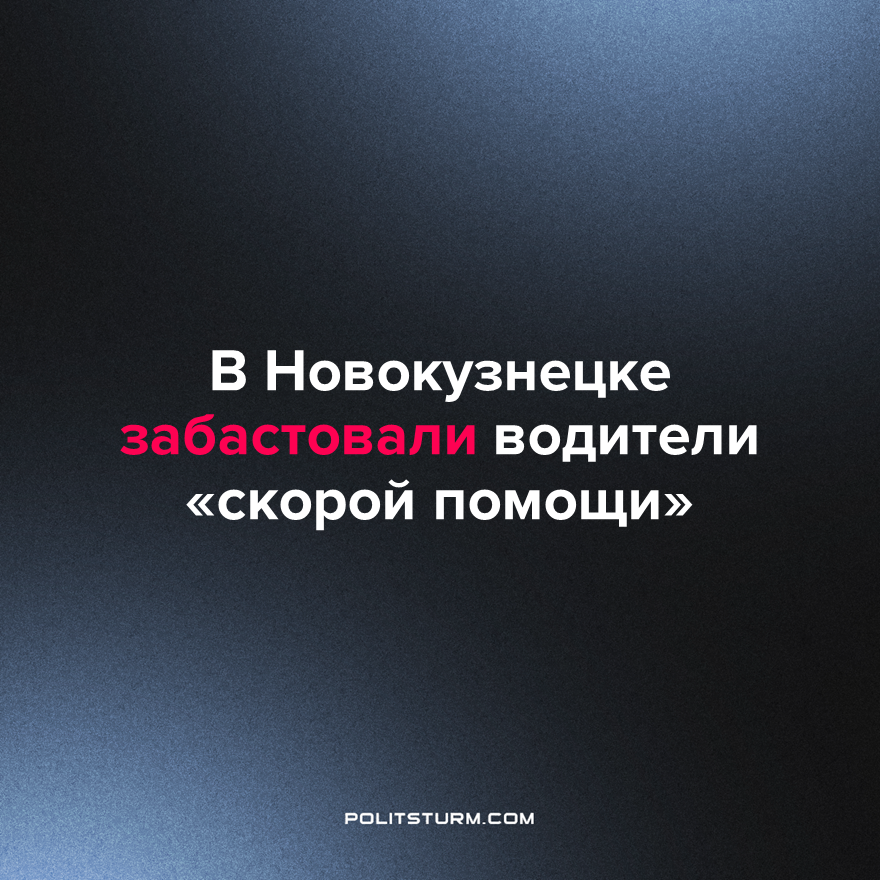 В Новокузнецке
забастовали водители
«скорой помощи»
POLITSTURM.COM